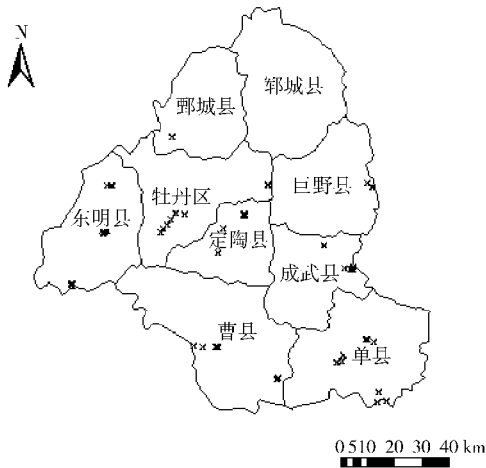 N
鄄城县
郓城县
牡丹区
巨野县
东明县
定陶县
成武县
曹县
单县
0 5 10 20 30 40 km